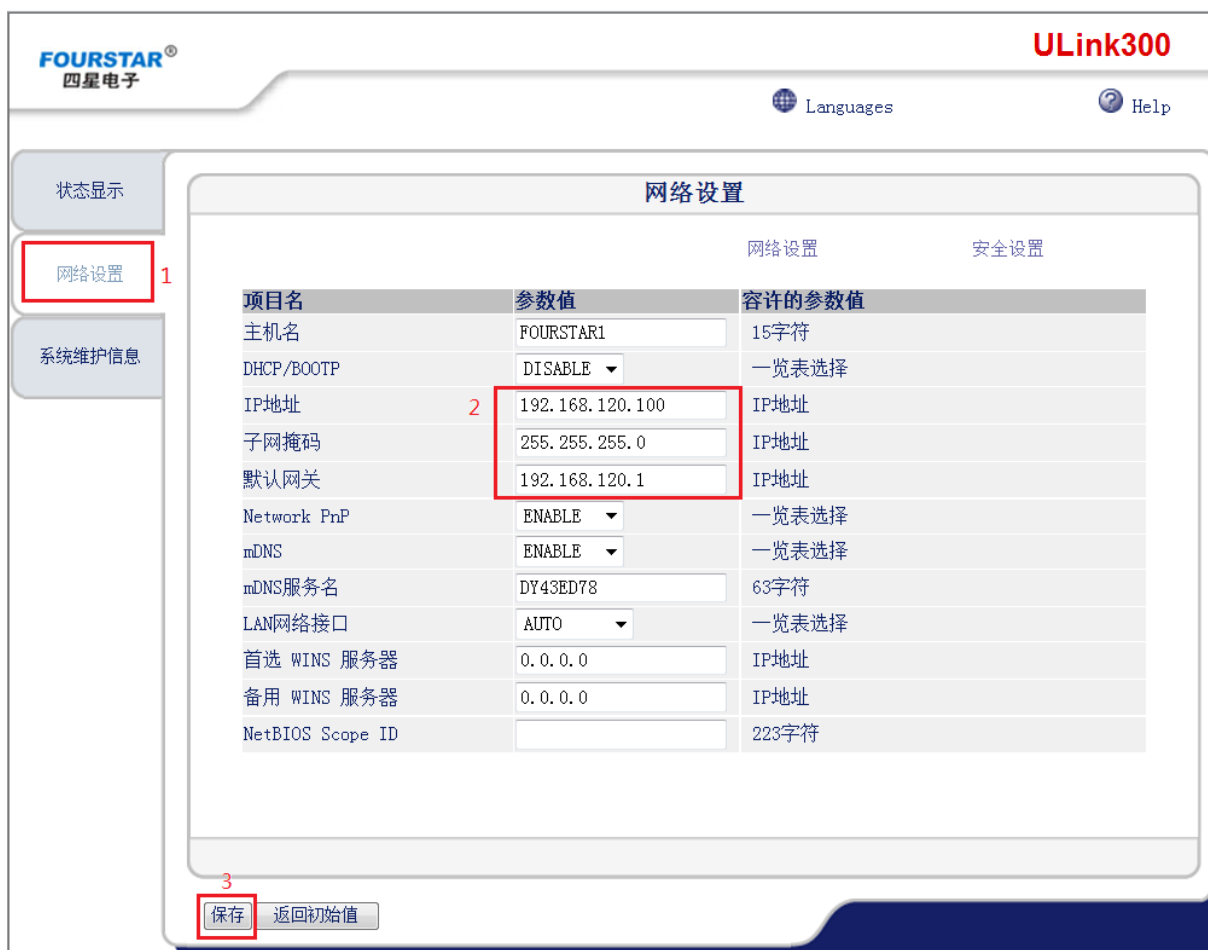 ULink300
FOURSTAR®
四星电子
Languages
Help
状态显示
网络设置
网络设置
安全设置
网络设置 1
项目名 参数值 容许的参数值
主机名 FOURSTAR1 15字符
系统维护信息
DHCP/BOOTP DISABLE 一览表选择
IP地址 2 192.168.120.100 IP地址
子网掩码 255.255.255.0 IP地址
默认网关 192.168.120.1 IP地址
Network PnP ENABLE 一览表选择
mDNS ENABLE 一览表选择
mDNS服务名 DY43ED78 63字符
LAN网络接口 AUTO 一览表选择
首选 WINS 服务器 0.0.0.0 IP地址
备用 WINS 服务器 0.0.0.0 IP地址
NetBIOS Scope ID 223字符
3
保存 返回初始值